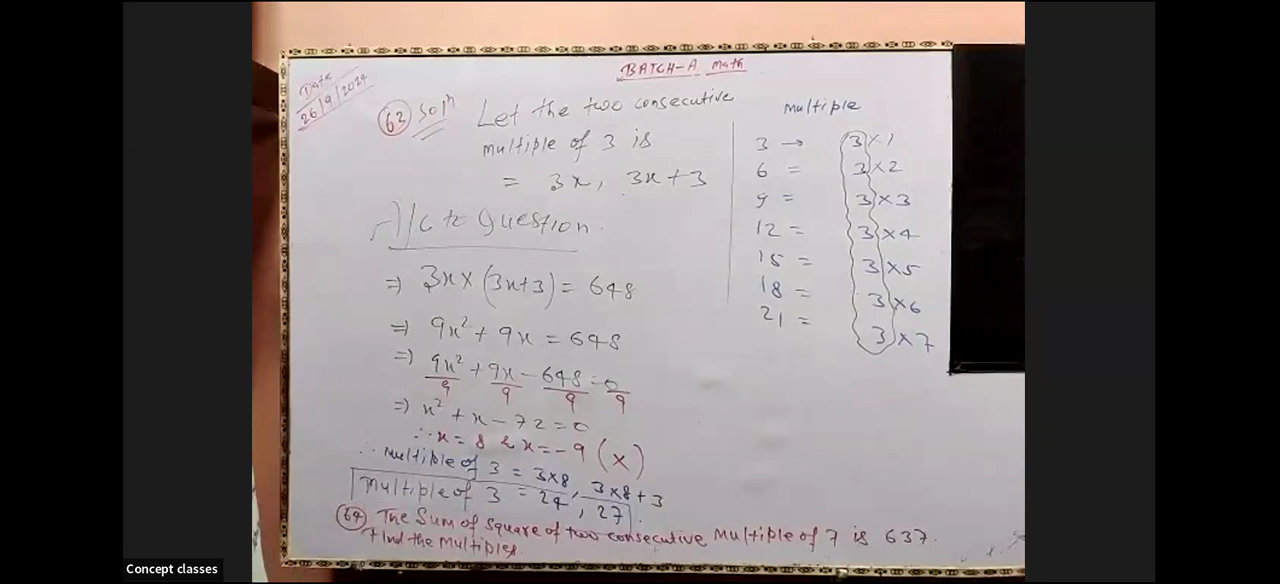 BATCH-A math
Date
26/9/2024
63 Solⁿ Let the two consecutive
multiple of 3 is
= 3x, 3x+3
A/c to Question.
⇒ 3x×(3x+3) = 648
⇒ 9x² + 9x = 648
⇒ 9x²/9 + 9x/9 - 648/9 = 0/9
⇒ x² + x - 72 = 0
∴ x = 8 & x = -9 (×)
∴ multiple of 3 = 3×8, 3×8+3
multiple of 3 = 24, 27.
multiple
3 → 3×1
6 = 3×2
9 = 3×3
12 = 3×4
15 = 3×5
18 = 3×6
21 = 3×7
64 The Sum of Square of two consecutive multiple of 7 is 637.
Find the multiples.
Concept classes